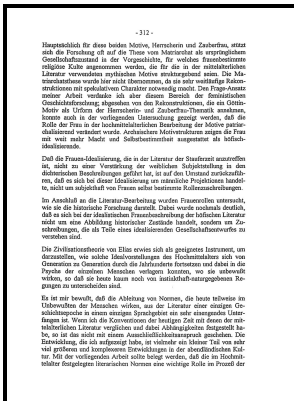 - 312 -
Hauptsächlich für diese beiden Motive, Herrscherin und Zauberfrau, stützt
sich die Forschung oft auf die These vom Matriarchat als ursprünglichem
Gesellschaftszustand in der Vorgeschichte, für welches frauenbestimmte
religiöse Kulte angenommen werden, die für die in der mittelalterlichen
Literatur verwendeten mythischen Motive strukturgebend seien. Die Ma-
triarchatsthese wurde hier nicht übernommen, da sie sehr weitläufige Rekon-
struktionen mit spekulativem Charakter notwendig macht. Den Frage-Ansatz
meiner Arbeit verdanke ich aber diesem Bereich der feministischen
Geschichtsforschung; abgesehen von den Rekonstruktionen, die ein Göttin-
Motiv als Urform der Herrscherin- und Zauberfrau-Thematik annehmen,
konnte auch in der vorliegenden Untersuchung gezeigt werden, daß die
Rolle der Frau in der hochmittelalterlichen Bearbeitung der Motive patriar-
chalisierend verändert wurde. Archaischere Motivstrukturen zeigen die Frau
mit weit mehr Macht und Selbstbestimmtheit ausgestattet als höfisch-
idealisierende.
Daß die Frauen-Idealisierung, die in der Literatur der Stauferzeit anzutreffen
ist, nicht zu einer Verstärkung der weiblichen Subjektstellung in den
dichterischen Beschreibungen geführt hat, ist auf den Umstand zurückzufüh-
ren, daß es sich bei dieser Idealisierung um männliche Projektionen handel-
te, nicht um subjekthaft von Frauen selbst bestimmte Rollenzuschreibungen.
Im Anschluß an die Literatur-Bearbeitung wurden Frauenrollen untersucht,
wie sie die historische Forschung darstellt. Dabei wurde nochmals deutlich,
daß es sich bei der idealistischen Frauenbeschreibung der höfischen Literatur
nicht um eine Abbildung historischer Zustände handelt, sondern um Zu-
schreibungen, die als Teile eines idealisierenden Gesellschaftsentwurfes zu
verstehen sind.
Die Zivilisationstheorie von Elias erwies sich als geeignetes Instrument, um
darzustellen, wie solche Idealvorstellungen des Hochmittelalters sich von
Generation zu Generation durch die Jahrhunderte fortsetzen und dabei in die
Psyche der einzelnen Menschen verlagern konnten, wo sie unbewußt
wirken, so daß sie heute kaum noch von instinkthaft-naturgegebenen Re-
gungen zu unterscheiden sind.
Es ist mir bewußt, daß die Ableitung von Normen, die heute teilweise im
Unbewußten der Menschen wirken, aus der Literatur einer einzigen Ge-
schichtsepoche in einem einzigen Sprachgebiet ein sehr einengendes Unter-
fangen ist. Wenn ich die Konventionen der heutigen Zeit mit denen der mit-
telalterlichen Literatur verglichen und dabei Abhängigkeiten festgestellt ha-
be, so ist das nicht mit einem Ausschließlichkeitsanspruch geschehen. Die
Entwicklung, die ich aufgezeigt habe, ist vielmehr ein kleiner Teil von sehr
viel größeren und komplexeren Entwicklungen in der abendländischen Kul-
tur. Mit der vorliegenden Arbeit sollte belegt werden, daß die im Hochmit-
telalter festgelegten literarischen Normen eine wichtige Rolle im Prozeß der